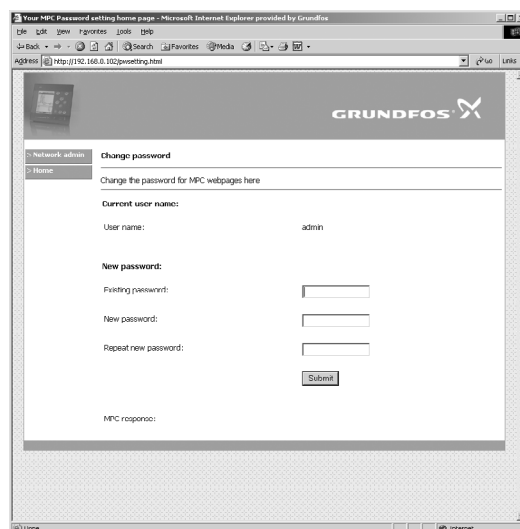 Your MPC Password setting home page - Microsoft Internet Explorer provided by Grundfos
File Edit View Favorites Tools Help
Back Search Favorites Media
Address http://192.168.0.102/pwsetting.html Go Links
GRUNDFOS
> Network admin
> Home
Change password
Change the password for MPC webpages here
Current user name:
User name: admin
New password:
Existing password:
New password:
Repeat new password:
Submit
MPC response:
Internet